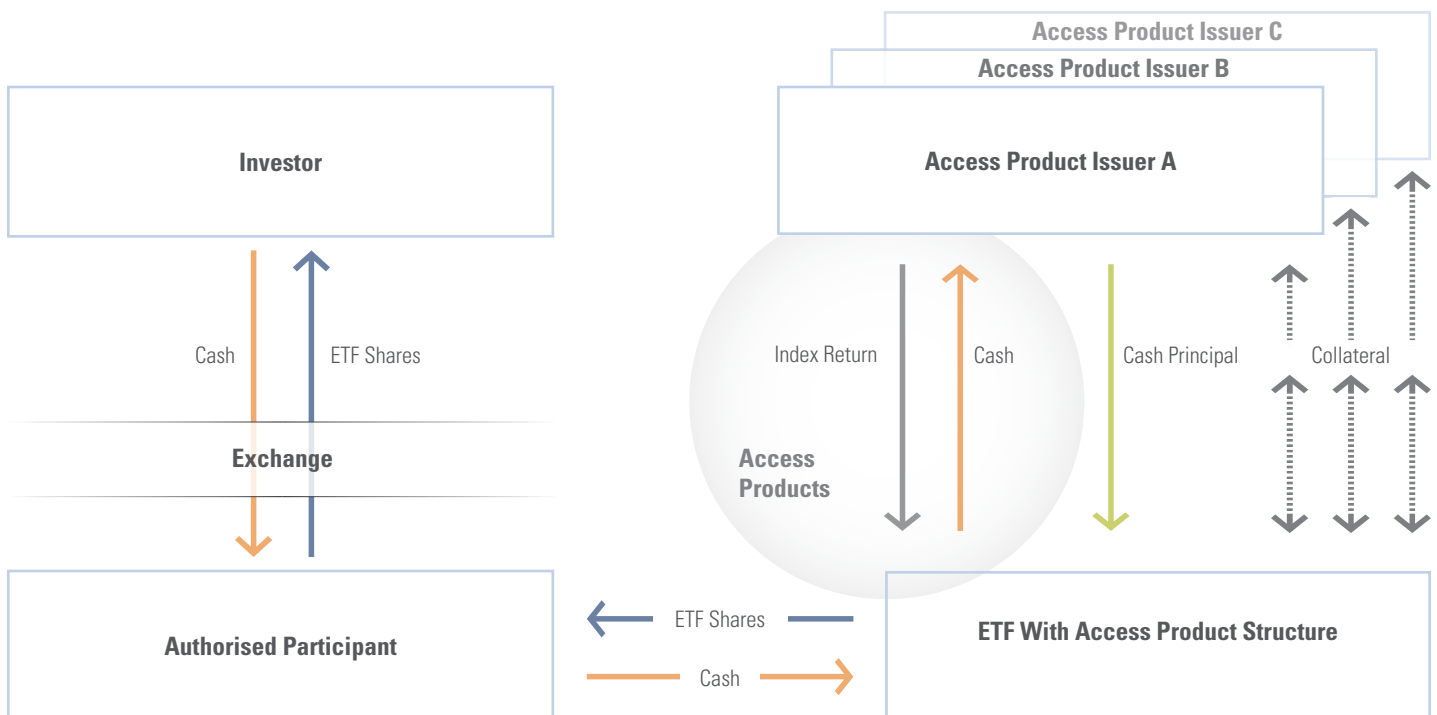 Access Product Issuer C
Access Product Issuer B
Investor
Access Product Issuer A
Cash
ETF Shares
Index Return
Cash
Cash Principal
Collateral
Exchange
Access
Products
ETF Shares
Authorised Participant
ETF With Access Product Structure
Cash